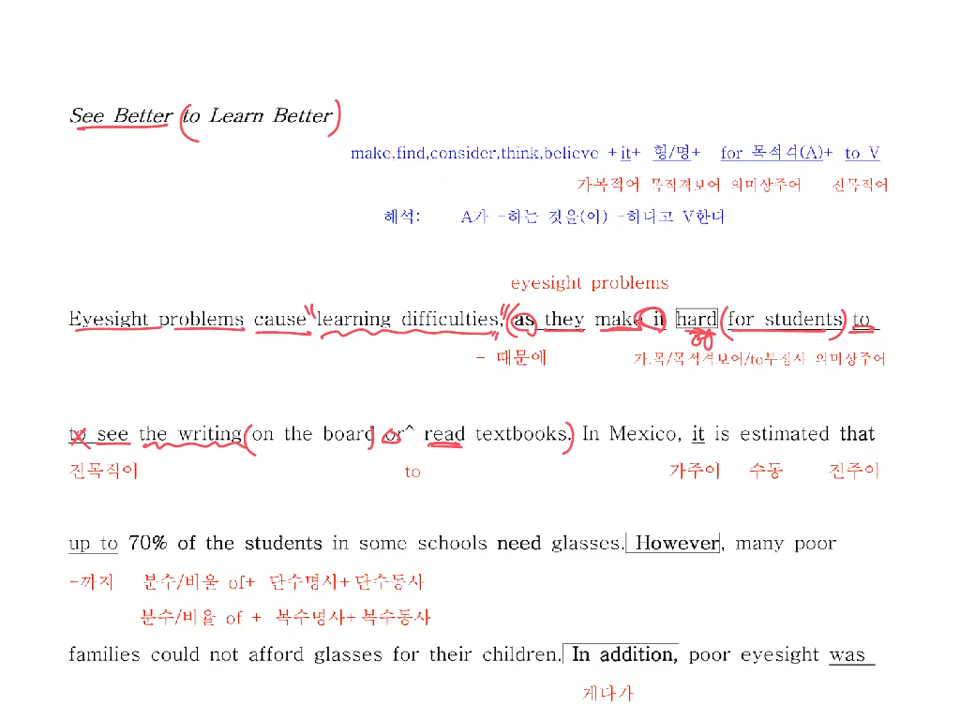 See Better to Learn Better
make,find,consider,think,believe +it+ 형/명+ for 목적격(A)+ to V
가목적어 목적격보어 의미상주어 진목적어
해석: A가 -하는 것을(이) -하다고 V한다
eyesight problems
Eyesight problems cause "learning difficulties," as they make it hard for students to
- 때문에 가.목/목적격보어/to부정사 의미상주어
to see the writing on the board or^ read textbooks. In Mexico, it is estimated that
진목적어 to 가주어 수동 진주어
up to 70% of the students in some schools need glasses. However, many poor
-까지 분수/비율 of+ 단수명사+ 단수동사
분수/비율 of + 복수명사+ 복수동사
families could not afford glasses for their children. In addition, poor eyesight was
게다가